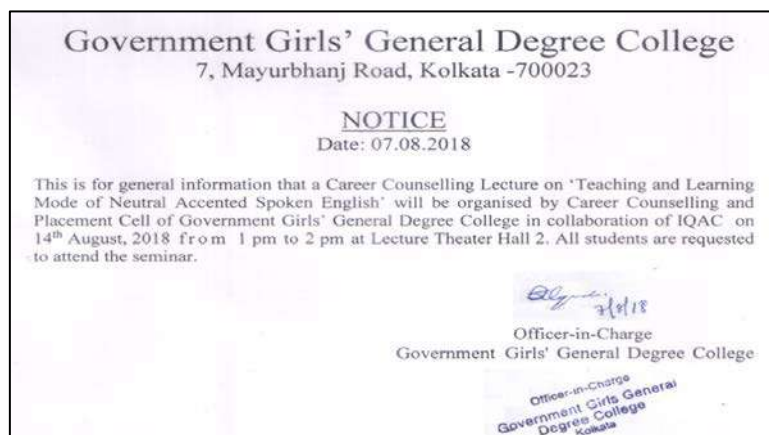 Government Girls' General Degree College
7, Mayurbhanj Road, Kolkata -700023
NOTICE
Date: 07.08.2018
This is for general information that a Career Counselling Lecture on 'Teaching and Learning
Mode of Neutral Accented Spoken English' will be organised by Career Counselling and
Placement Cell of Government Girls' General Degree College in collaboration of IQAC on
14th August, 2018 from 1 pm to 2 pm at Lecture Theater Hall 2. All students are requested
to attend the seminar.
7/8/18
Officer-in-Charge
Government Girls' General Degree College
Officer-in-Charge
Government Girls General
Degree College
Kolkata